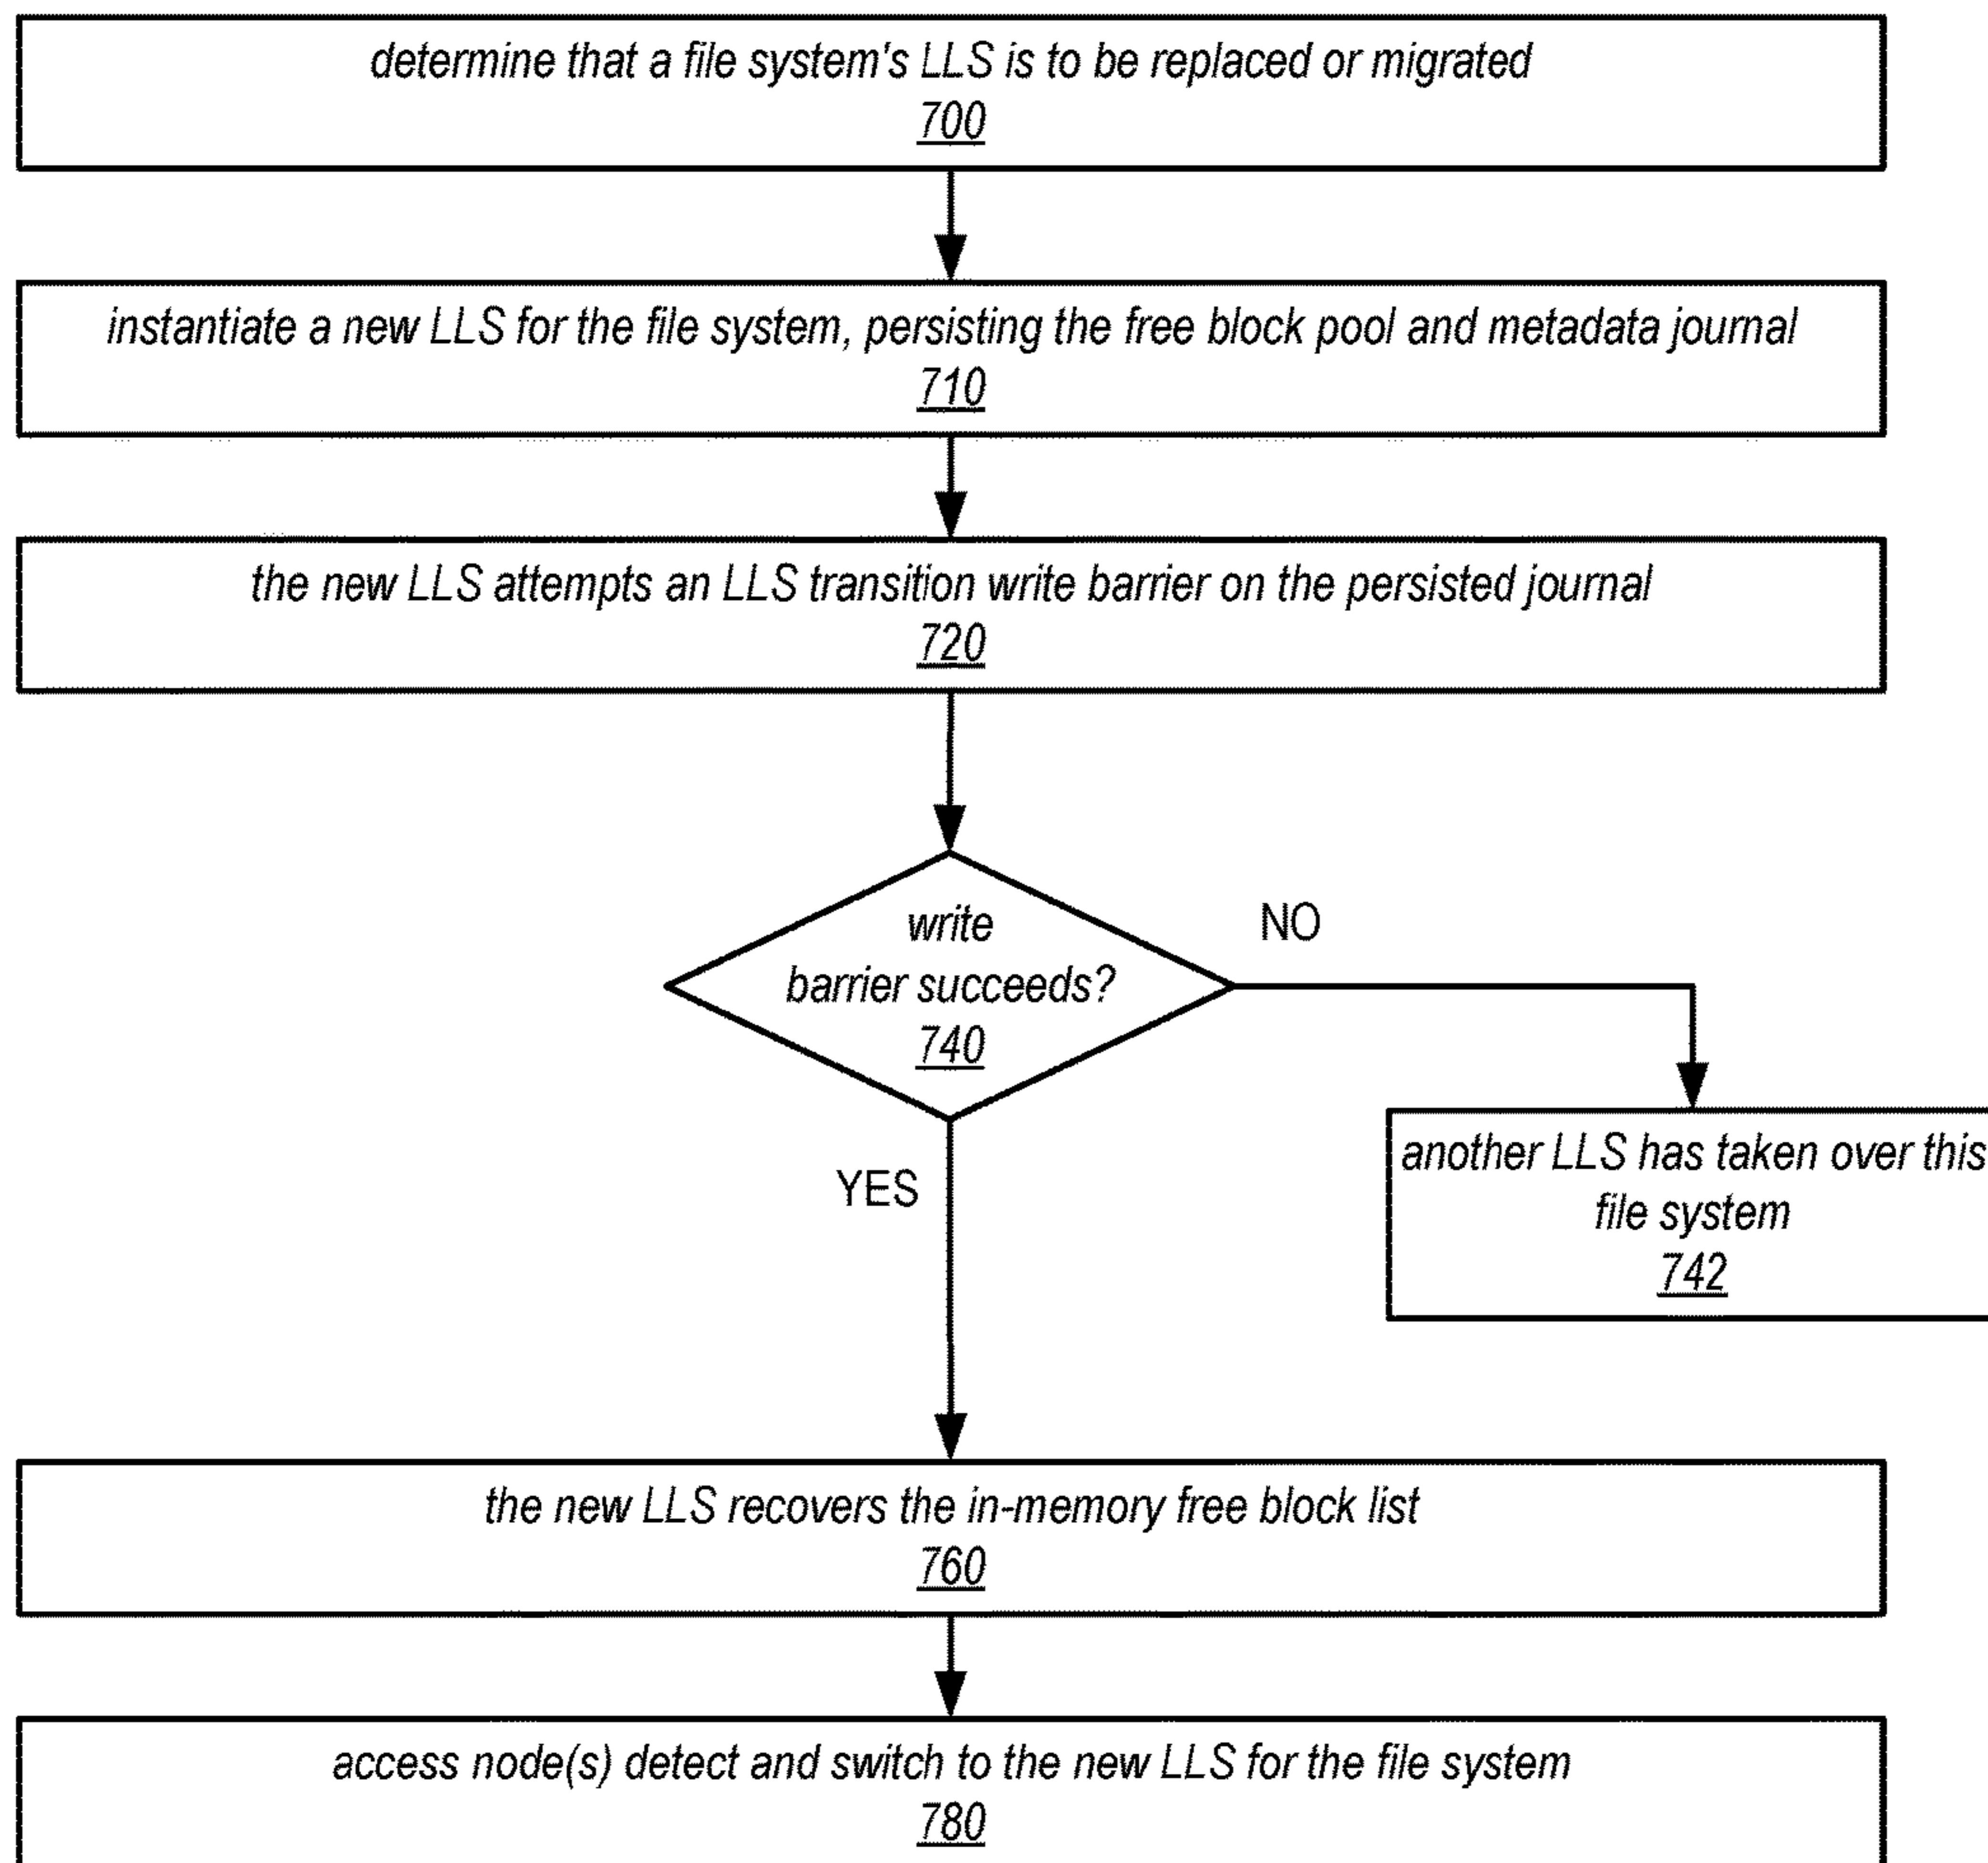 determine that a file system's LLS is to be replaced or migrated
700
instantiate a new LLS for the file system, persisting the free block pool and metadata journal
710
the new LLS attempts an LLS transition write barrier on the persisted journal
720
write
barrier succeeds?
740
NO
another LLS has taken over this
file system
742
YES
the new LLS recovers the in-memory free block list
760
access node(s) detect and switch to the new LLS for the file system
780